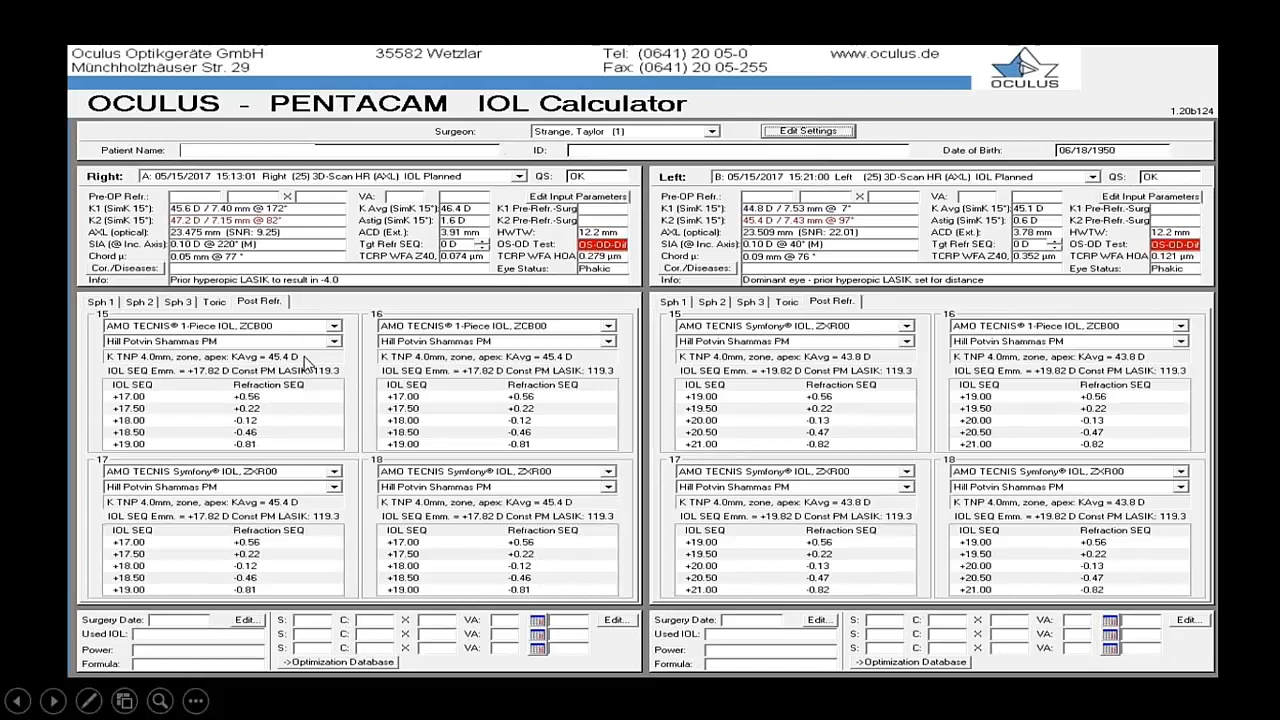 Oculus Optikgeräte GmbH 35582 Wetzlar Tel: (0641) 20 05-0 www.oculus.de
Münchholzhäuser Str. 29 Fax: (0641) 20 05-255
OCULUS
OCULUS - PENTACAM IOL Calculator
1.20b124
Surgeon: Strange, Taylor (1) Edit Settings
Patient Name: ID: Date of Birth: 06/18/1950
Right: A: 05/15/2017 15:13:01 Right (25) 3D-Scan HR (AXL) IOL Planned QS: OK
Pre-OP Refr.: X VA: Edit Input Parameters
K1 (SimK 15°) 45.6 D / 7.40 mm @ 172° K Avg (SimK 15°) 46.4 D K1 Pre-Refr.-Surg
K2 (SimK 15°) 47.2 D / 7.15 mm @ 82° Astig (SimK 15°): 1.6 D K2 Pre-Refr.-Surg
AXL (optical): 23.475 mm (SNR: 9.25) ACD (Ext.) 3.91 mm HWTW: 12.2 mm
SIA (@ Inc. Axis): 0.10 D @ 220° (M) Tgt Refr SEQ: 0 D OS-OD Test: OS-OD-Dif
Chord µ: 0.05 mm @ 77 ° TCRP WFA Z40, 0.074 µm TCRP WFA HOA 0.279 µm
Cor./Diseases: Eye Status: Phakic
Info: Prior hyperopic LASIK to result in -4.0
Sph 1 Sph 2 Sph 3 Toric Post Refr.
15
AMO TECNIS® 1-Piece IOL, ZCB00
Hill Potvin Shammas PM
K TNP 4.0mm, zone, apex: KAvg = 45.4 D
IOL SEQ Emm. = +17.82 D Const PM LASIK: 119.3
IOL SEQ Refraction SEQ
+17.00 +0.56
+17.50 +0.22
+18.00 -0.12
+18.50 -0.46
+19.00 -0.81
16
AMO TECNIS® 1-Piece IOL, ZCB00
Hill Potvin Shammas PM
K TNP 4.0mm, zone, apex: KAvg = 45.4 D
IOL SEQ Emm. = +17.82 D Const PM LASIK: 119.3
IOL SEQ Refraction SEQ
+17.00 +0.56
+17.50 +0.22
+18.00 -0.12
+18.50 -0.46
+19.00 -0.81
17
AMO TECNIS Symfony® IOL, ZXR00
Hill Potvin Shammas PM
K TNP 4.0mm, zone, apex: KAvg = 45.4 D
IOL SEQ Emm. = +17.82 D Const PM LASIK: 119.3
IOL SEQ Refraction SEQ
+17.00 +0.56
+17.50 +0.22
+18.00 -0.12
+18.50 -0.46
+19.00 -0.81
18
AMO TECNIS Symfony® IOL, ZXR00
Hill Potvin Shammas PM
K TNP 4.0mm, zone, apex: KAvg = 45.4 D
IOL SEQ Emm. = +17.82 D Const PM LASIK: 119.3
IOL SEQ Refraction SEQ
+17.00 +0.56
+17.50 +0.22
+18.00 -0.12
+18.50 -0.46
+19.00 -0.81
Surgery Date: Edit... S: C: X VA: Edit...
Used IOL: S: C: X VA:
Power: S: C: X VA:
Formula: ->Optimization Database
Left: B: 05/15/2017 15:21:00 Left (25) 3D-Scan HR (AXL) IOL Planned QS: OK
Pre-OP Refr.: X VA: Edit Input Parameters
K1 (SimK 15°) 44.8 D / 7.53 mm @ 7° K Avg (SimK 15°) 45.1 D K1 Pre-Refr.-Surg
K2 (SimK 15°) 45.4 D / 7.43 mm @ 97° Astig (SimK 15°): 0.6 D K2 Pre-Refr.-Surg
AXL (optical): 23.509 mm (SNR: 22.01) ACD (Ext.) 3.78 mm HWTW: 12.2 mm
SIA (@ Inc. Axis): 0.10 D @ 40° (M) Tgt Refr SEQ: 0 D OS-OD Test: OS-OD-Dif
Chord µ: 0.09 mm @ 76 ° TCRP WFA Z40, 0.352 µm TCRP WFA HOA 0.121 µm
Cor./Diseases: Eye Status: Phakic
Info: Dominant eye - prior hyperopic LASIK set for distance
Sph 1 Sph 2 Sph 3 Toric Post Refr.
15
AMO TECNIS Symfony® IOL, ZXR00
Hill Potvin Shammas PM
K TNP 4.0mm, zone, apex: KAvg = 43.8 D
IOL SEQ Emm. = +19.82 D Const PM LASIK: 119.3
IOL SEQ Refraction SEQ
+19.00 +0.56
+19.50 +0.22
+20.00 -0.13
+20.50 -0.47
+21.00 -0.82
16
AMO TECNIS® 1-Piece IOL, ZCB00
Hill Potvin Shammas PM
K TNP 4.0mm, zone, apex: KAvg = 43.8 D
IOL SEQ Emm. = +19.82 D Const PM LASIK: 119.3
IOL SEQ Refraction SEQ
+19.00 +0.56
+19.50 +0.22
+20.00 -0.13
+20.50 -0.47
+21.00 -0.82
17
AMO TECNIS Symfony® IOL, ZXR00
Hill Potvin Shammas PM
K TNP 4.0mm, zone, apex: KAvg = 43.8 D
IOL SEQ Emm. = +19.82 D Const PM LASIK: 119.3
IOL SEQ Refraction SEQ
+19.00 +0.56
+19.50 +0.22
+20.00 -0.13
+20.50 -0.47
+21.00 -0.82
18
AMO TECNIS Symfony® IOL, ZXR00
Hill Potvin Shammas PM
K TNP 4.0mm, zone, apex: KAvg = 43.8 D
IOL SEQ Emm. = +19.82 D Const PM LASIK: 119.3
IOL SEQ Refraction SEQ
+19.00 +0.56
+19.50 +0.22
+20.00 -0.13
+20.50 -0.47
+21.00 -0.82
Surgery Date: Edit... S: C: X VA: Edit...
Used IOL: S: C: X VA:
Power: S: C: X VA:
Formula: ->Optimization Database